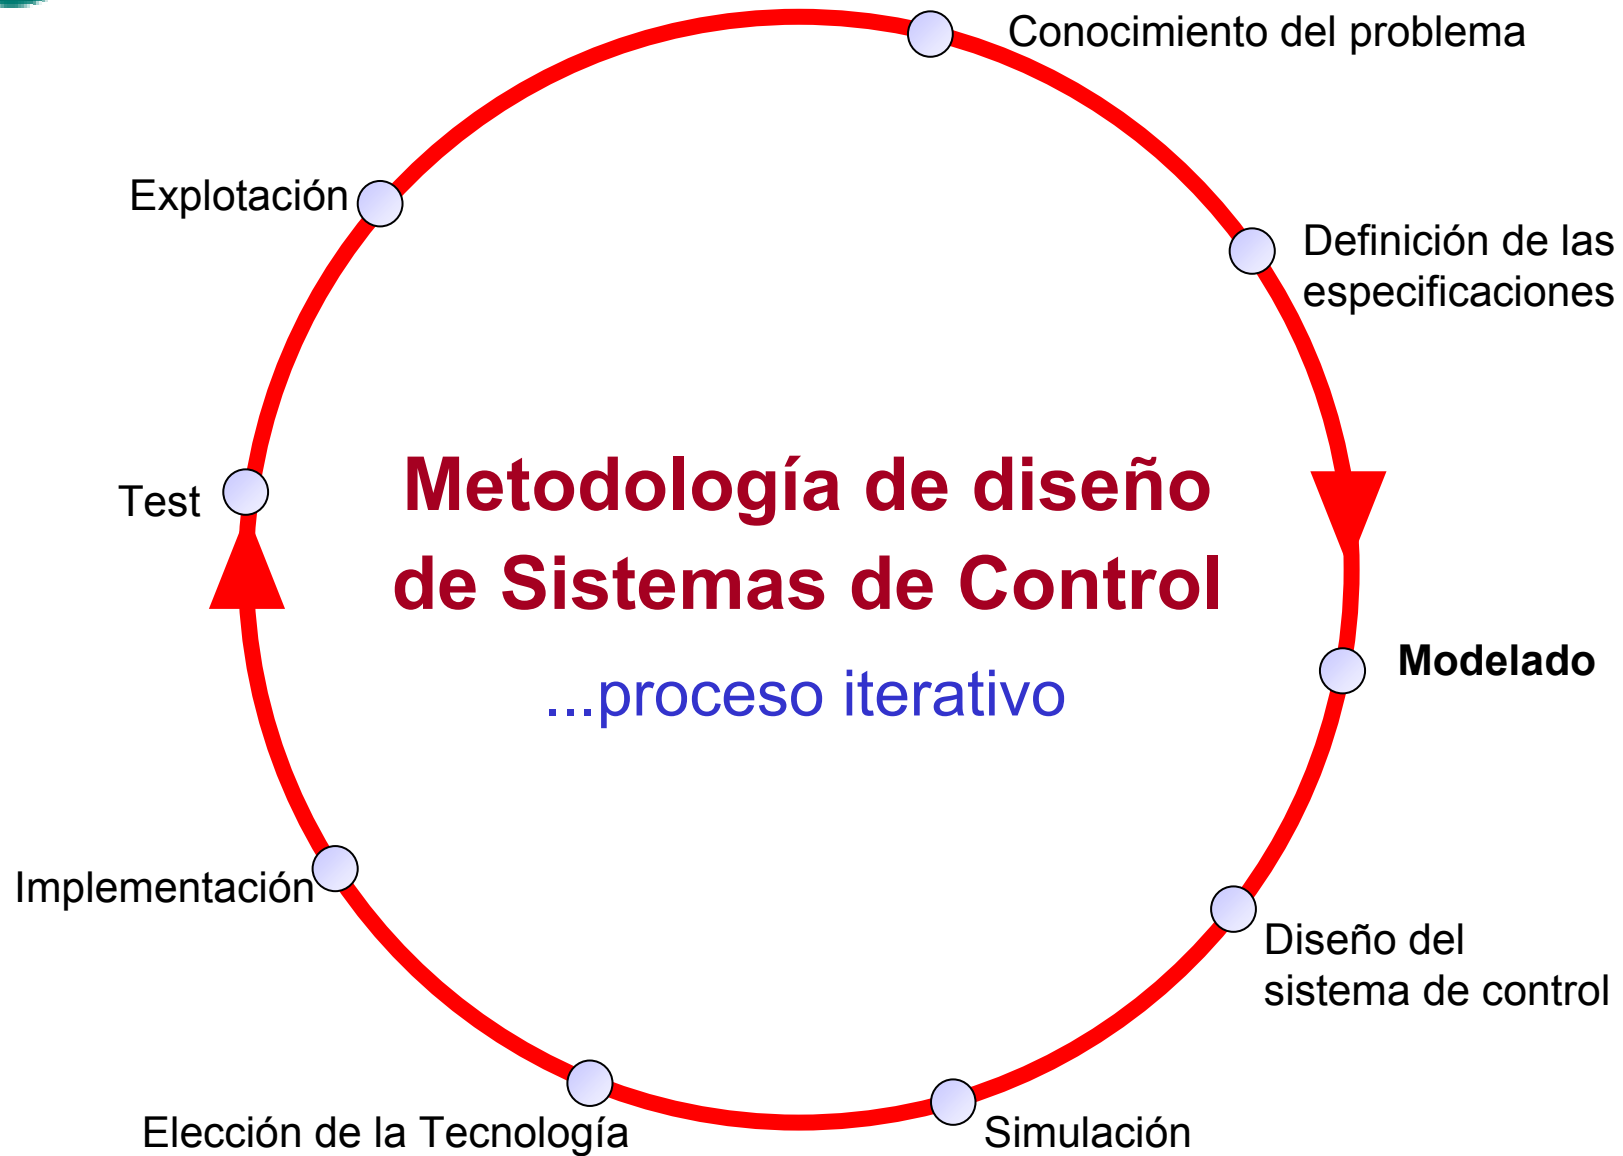 Conocimiento del problema
Definición de las
especificaciones
Modelado
Diseño del
sistema de control
Simulación
Elección de la Tecnología
Implementación
Test
Explotación
Metodología de diseño
de Sistemas de Control
...proceso iterativo